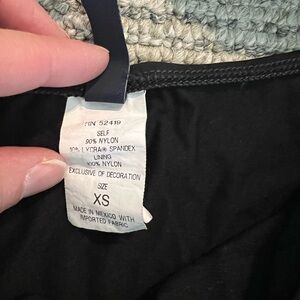 RN 52419
SELF
90% NYLON
10% LYCRA® SPANDEX
LINING
100% NYLON
EXCLUSIVE OF DECORATION
SIZE
XS
MADE IN MEXICO WITH
IMPORTED FABRIC